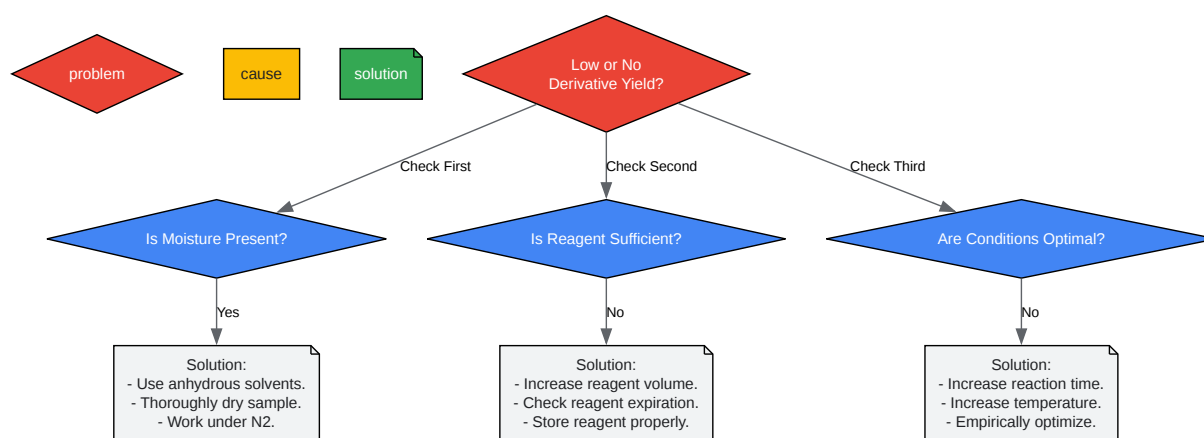 problem
cause
solution
Low or No
Derivative Yield?
Check First
Check Second
Check Third
Is Moisture Present?
Is Reagent Sufficient?
Are Conditions Optimal?
Yes
No
No
Solution:
- Use anhydrous solvents.
- Thoroughly dry sample.
- Work under N2.
Solution:
- Increase reagent volume.
- Check reagent expiration.
- Store reagent properly.
Solution:
- Increase reaction time.
- Increase temperature.
- Empirically optimize.